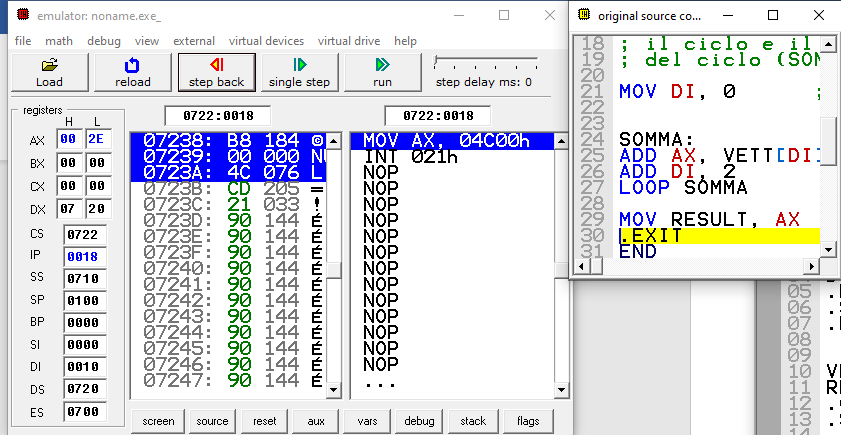 emulator: noname.exe_
file math debug view external virtual devices virtual drive help
Load reload step back single step run step delay ms: 0
registers
H L
AX 00 2E
BX 00 00
CX 00 00
DX 07 20
CS 0722
IP 0018
SS 0710
SP 0100
BP 0000
SI 0000
DI 0010
DS 0720
ES 0700
0722:0018
07238: B8 184
07239: 00 000 NU
0723A: 4C 076 L
0723B: CD 205 =
0723C: 21 033 !
0723D: 90 144 É
0723E: 90 144 É
0723F: 90 144 É
07240: 90 144 É
07241: 90 144 É
07242: 90 144 É
07243: 90 144 É
07244: 90 144 É
07245: 90 144 É
07246: 90 144 É
07247: 90 144 É
0722:0018
MOV AX, 04C00h
INT 021h
NOP
NOP
NOP
NOP
NOP
NOP
NOP
NOP
NOP
NOP
NOP
NOP
NOP
...
screen source reset aux vars debug stack flags
original source co...
18 ; il ciclo e il
19 ; del ciclo (SOM
20
21 MOV DI, 0 ;
22
23
24 SOMMA:
25 ADD AX, VETT[DI]
26 ADD DI, 2
27 LOOP SOMMA
28
29 MOV RESULT, AX
30 .EXIT
31 END
05 .
06 .
07 .
08
09
10 VE
11 RE
12 .
13 .S
14